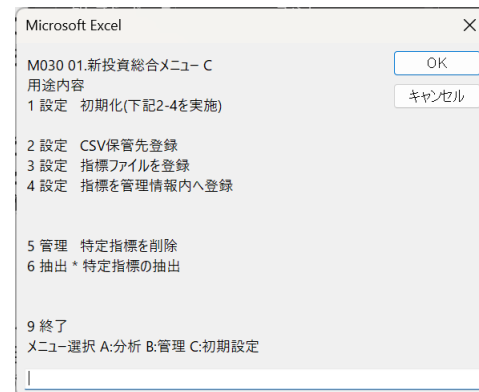 Microsoft Excel
M030 01.新投資総合メニュー C
OK
用途内容
キャンセル
1 設定 初期化(下記2-4を実施)
2 設定 CSV保管先登録
3 設定 指標ファイルを登録
4 設定 指標を管理情報内へ登録
5 管理 特定指標を削除
6 抽出 * 特定指標の抽出
9 終了
メニュー選択 A:分析 B:管理 C:初期設定